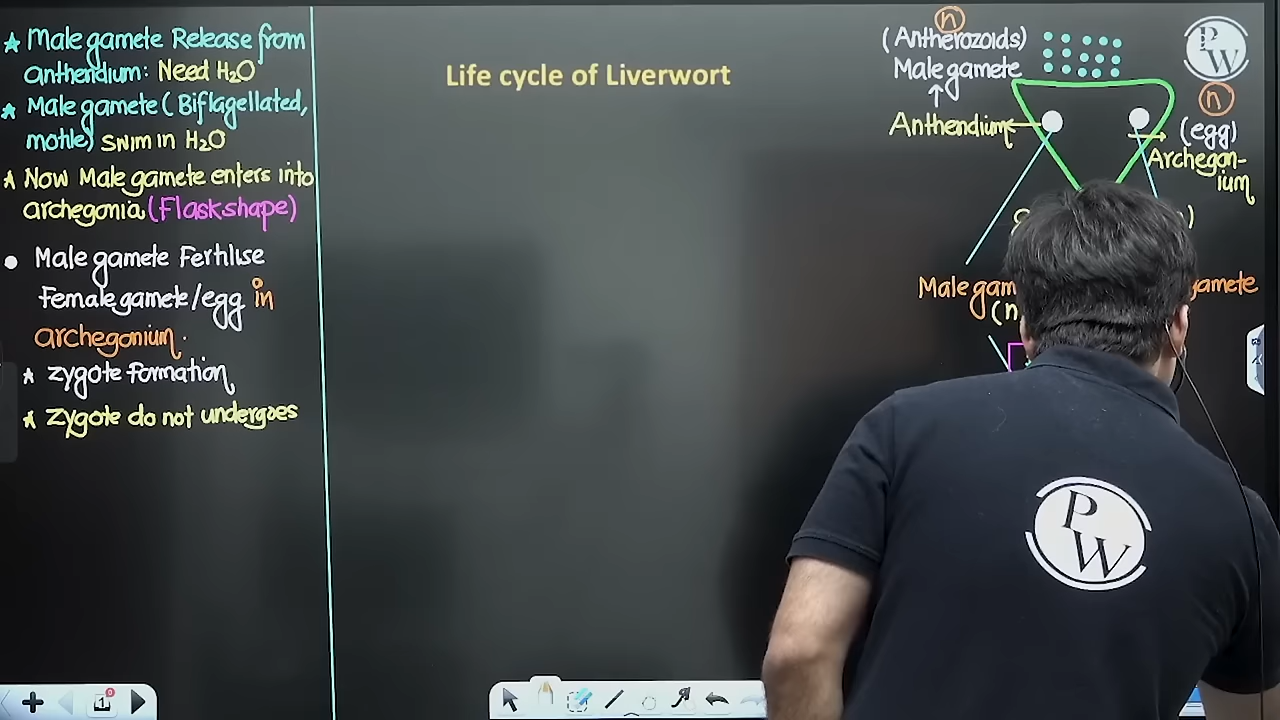 ★ Male gamete Release from
anthendium: Need H₂O
★ Male gamete ( Biflagellated,
motile) swim in H₂O
★ Now Male gamete enters into
archegonia (Flask shape)
• Male gamete Fertilise
Female gamete/egg in
archegonium.
★ zygote formation
★ zygote do not undergoes
Life cycle of Liverwort
n
(Antherozoids)
Male gamete
↑
Anthendium
n
(egg)
Archegon-
ium
Male gam
gamete
(n
PW
PW
1